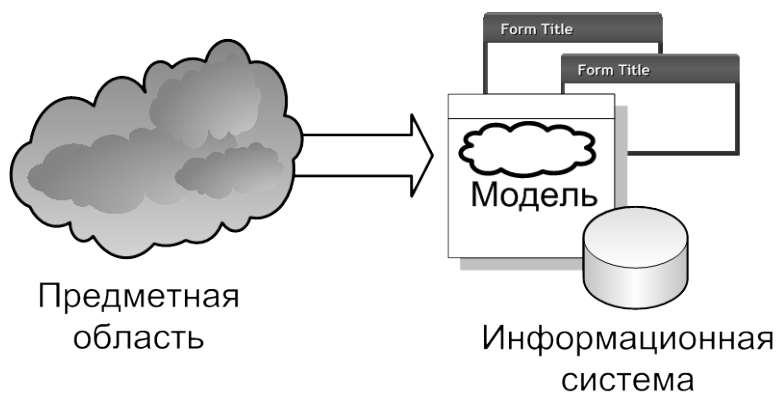 Form Title
Form Title
Модель
Предметная
область
Информационная
система